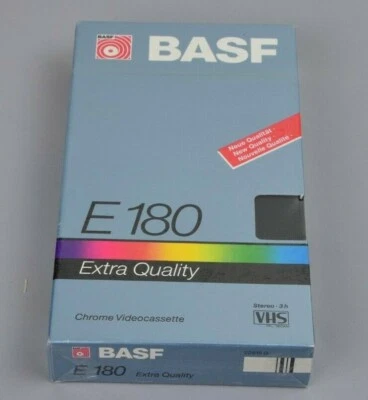 BASF
BASF
Neue Qualität·
New Quality
Nouvelle Qualité·
E 180
Extra Quality
Stereo·3h
Chrome Videocassette
VHS
BASF
E 180 Extra Quality